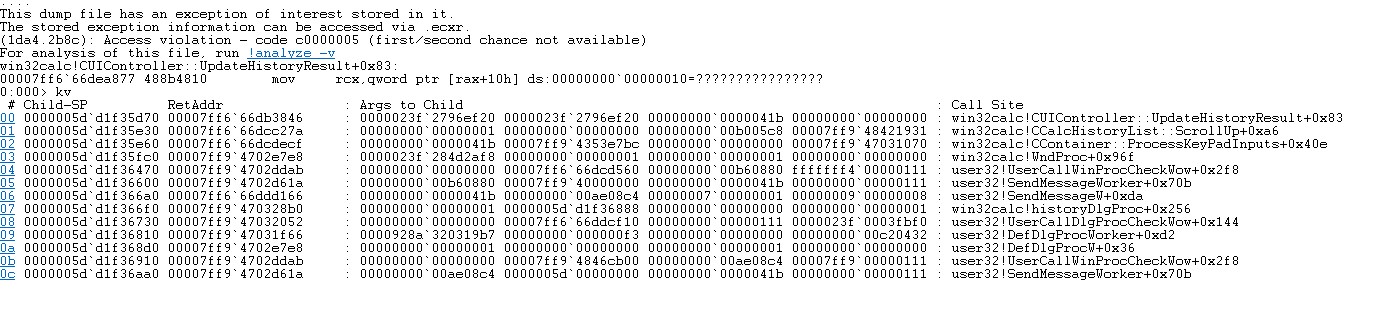 ....
This dump file has an exception of interest stored in it.
The stored exception information can be accessed via .ecxr.
(1da4.2b8c): Access violation - code c0000005 (first/second chance not available)
For analysis of this file, run !analyze -v
win32calc!CUIController::UpdateHistoryResult+0x83:
00007ff6`66dea877 488b4810        mov     rcx,qword ptr [rax+10h] ds:00000000`00000010=????????????????
0:000> kv
 # Child-SP          RetAddr           : Args to Child                                                           : Call Site
00 0000005d`d1f35d70 00007ff6`66db3846 : 0000023f`2796ef20 0000023f`2796ef20 00000000`0000041b 00000000`00000000 : win32calc!CUIController::UpdateHistoryResult+0x83
01 0000005d`d1f35e30 00007ff6`66dcc27a : 00000000`00000001 00000000`00000000 00000000`00b005c8 00007ff9`48421931 : win32calc!CCalcHistoryList::ScrollUp+0xa6
02 0000005d`d1f35e60 00007ff6`66dcdecf : 00000000`0000041b 00007ff9`4353e7bc 00000000`00000000 00007ff9`47031070 : win32calc!CContainer::ProcessKeyPadInputs+0x40e
03 0000005d`d1f35fc0 00007ff9`4702e7e8 : 0000023f`284d2af8 00000000`00000001 00000000`00000001 00000000`00000000 : win32calc!WndProc+0x96f
04 0000005d`d1f36470 00007ff9`4702ddab : 00000000`00000000 00007ff6`66dcd560 00000000`00b60880 fffffff4`00000111 : user32!UserCallWinProcCheckWow+0x2f8
05 0000005d`d1f36600 00007ff9`4702d61a : 00000000`00b60880 00007ff9`40000000 00000000`0000041b 00000000`00000111 : user32!SendMessageWorker+0x70b
06 0000005d`d1f366a0 00007ff6`66ddd166 : 00000000`0000041b 00000000`00ae08c4 00000007`00000001 00000009`00000008 : user32!SendMessageW+0xda
07 0000005d`d1f366f0 00007ff9`470328b0 : 00000000`00000001 0000005d`d1f36888 00000000`00000000 00000000`00000001 : win32calc!historyDlgProc+0x256
08 0000005d`d1f36730 00007ff9`47032052 : 00000000`00000000 00007ff6`66ddcf10 00000000`00000111 0000023f`0003fbf0 : user32!UserCallDlgProcCheckWow+0x144
09 0000005d`d1f36810 00007ff9`47031f66 : 0000928a`320319b7 00000000`000000f3 00000000`00000000 00000000`00c20432 : user32!DefDlgProcWorker+0xd2
0a 0000005d`d1f368d0 00007ff9`4702e7e8 : 00000000`00000001 00000000`00000000 00000000`00000001 00000000`00000000 : user32!DefDlgProcW+0x36
0b 0000005d`d1f36910 00007ff9`4702ddab : 00000000`00000000 00007ff9`4846cb00 00000000`00ae08c4 00007ff9`00000111 : user32!UserCallWinProcCheckWow+0x2f8
0c 0000005d`d1f36aa0 00007ff9`4702d61a : 00000000`00ae08c4 0000005d`00000000 00000000`0000041b 00000000`00000111 : user32!SendMessageWorker+0x70b